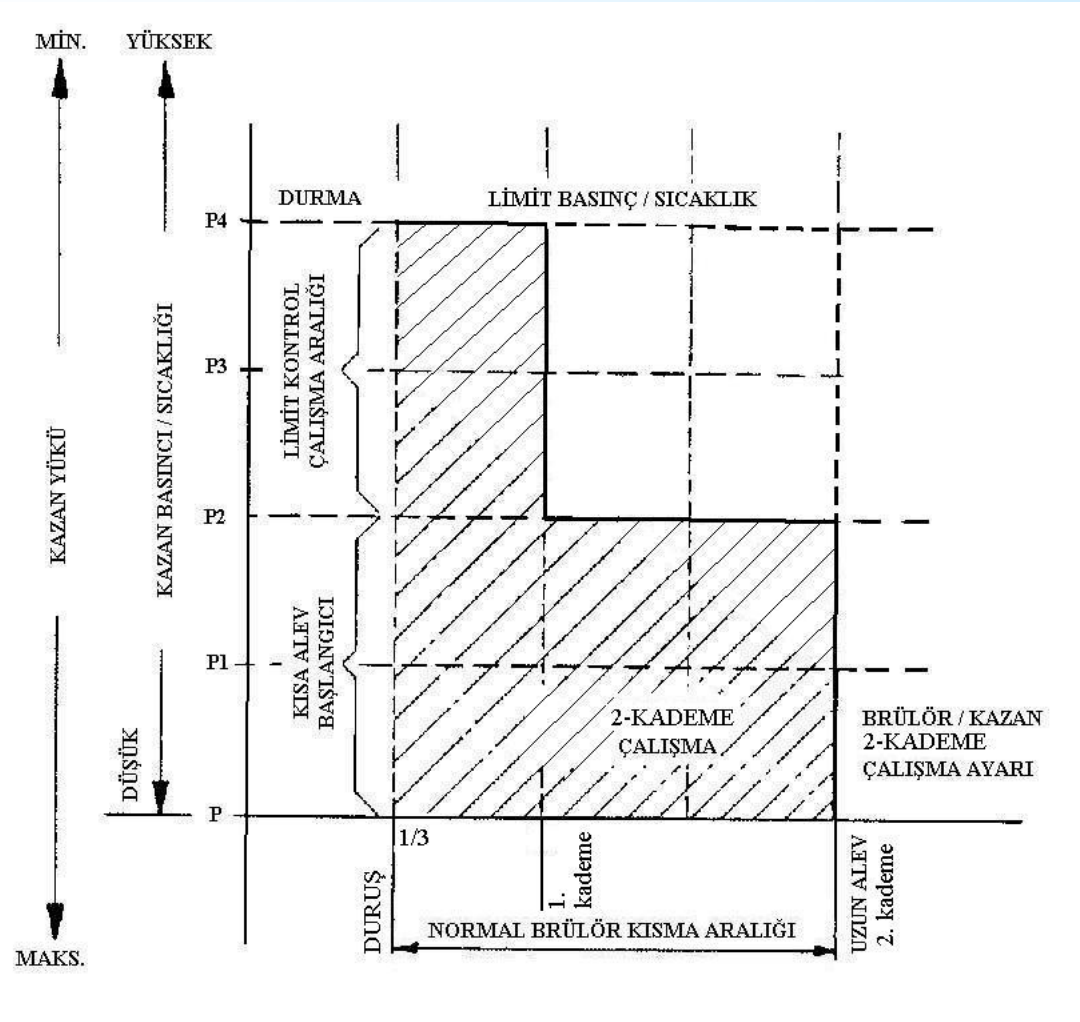 MİN.
YÜKSEK
DURMA
LİMİT BASINÇ / SICAKLIK
P4
LİMİT KONTROL
ÇALIŞMA ARALIĞI
P3
KAZAN YÜKÜ
KAZAN BASINCI / SICAKLIĞI
P2
KISA ALEV
BAŞLANGICI
P1
2-KADEME
ÇALIŞMA
BRÜLÖR / KAZAN
2-KADEME
ÇALIŞMA AYARI
DÜŞÜK
P
1/3
DURUŞ
1.
kademe
UZUN ALEV
2. kademe
NORMAL BRÜLÖR KISMA ARALIĞI
MAKS.